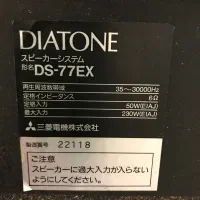 DIATONE
スピーカーシステム
形名 DS-77EX
再生周波数帯域 35〜30000Hz
定格インピーダンス 6Ω
定格入力 50W(EIAJ)
最大入力 230W(EIAJ)
三菱電機株式会社
製造番号 22118
ご注意
スピーカーに過大入力が入らない
ようにしてください。